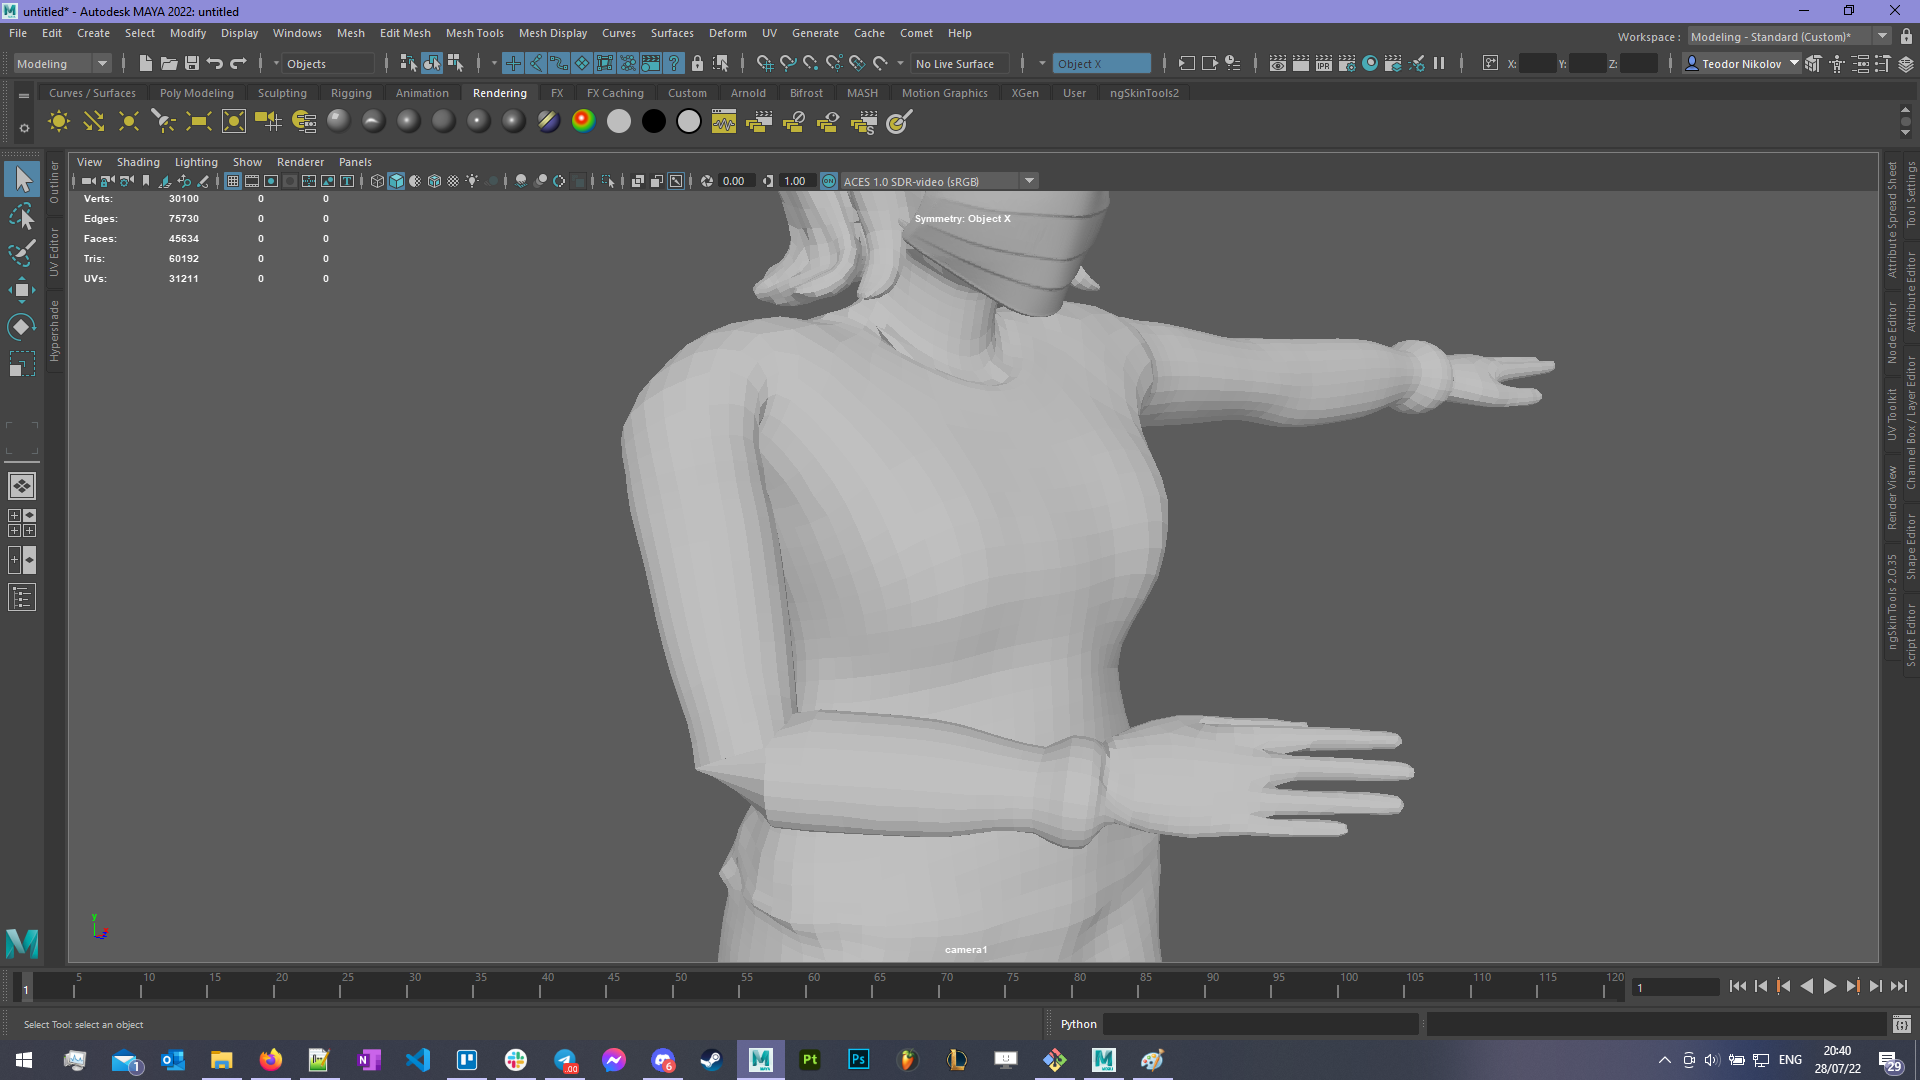 untitled* - Autodesk MAYA 2022: untitled
File Edit Create Select Modify Display Windows Mesh Edit Mesh Mesh Tools Mesh Display Curves Surfaces Deform UV Generate Cache Comet Help
Workspace : Modeling - Standard (Custom)*
Modeling Objects No Live Surface Object X X: Y: Z: Teodor Nikolov
Curves / Surfaces Poly Modeling Sculpting Rigging Animation Rendering FX FX Caching Custom Arnold Bifrost MASH Motion Graphics XGen User ngSkinTools2
View Shading Lighting Show Renderer Panels
0.00 1.00 ON ACES 1.0 SDR-video (sRGB)
Verts: 30100 0 0
Edges: 75730 0 0
Faces: 45634 0 0
Tris: 60192 0 0
UVs: 31211 0 0
Symmetry: Object X
Outliner
UV Editor
Hypershade
Attribute Spread Sheet
Node Editor
UV Toolkit
Render View
ngSkinTools 2.0.35
Tool Settings
Attribute Editor
Channel Box / Layer Editor
Shape Editor
Script Editor
y
camera1
1 5 10 15 20 25 30 35 40 45 50 55 60 65 70 75 80 85 90 95 100 105 110 115 120
1
Select Tool: select an object
Python
20:40
ENG
28/07/22
29